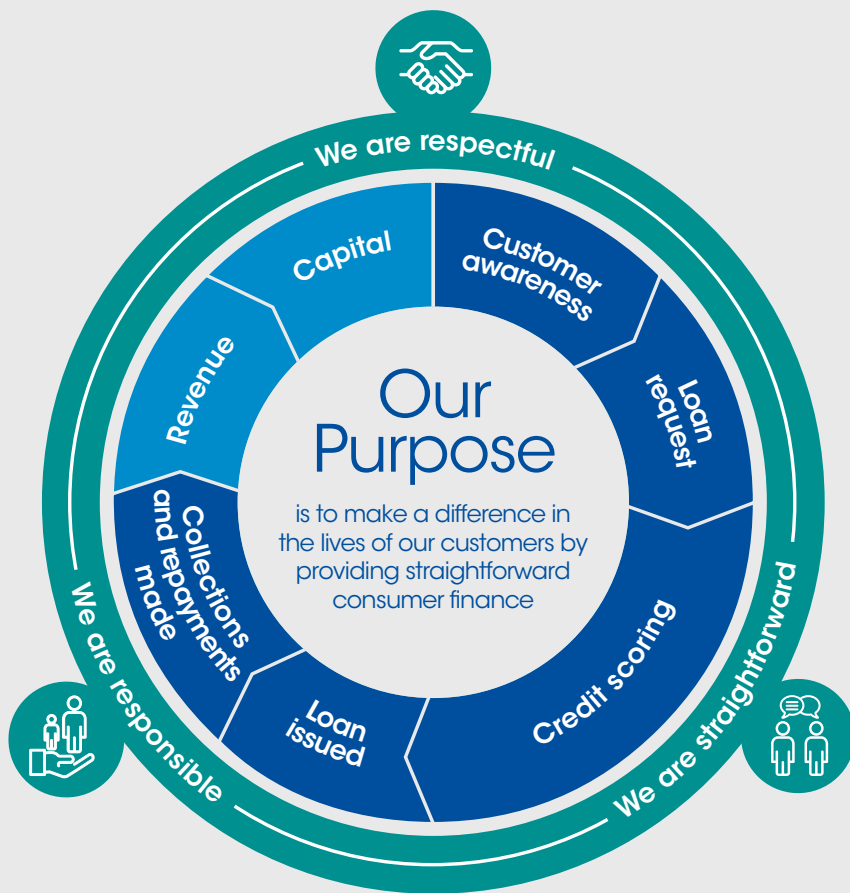 We are respectful
Capital
Customer
awareness
Revenue
Loan
request
Our
Purpose
is to make a difference in
the lives of our customers by
providing straightforward
consumer finance
Collections
and repayments
made
Credit scoring
Loan
issued
We are responsible
We are straightforward